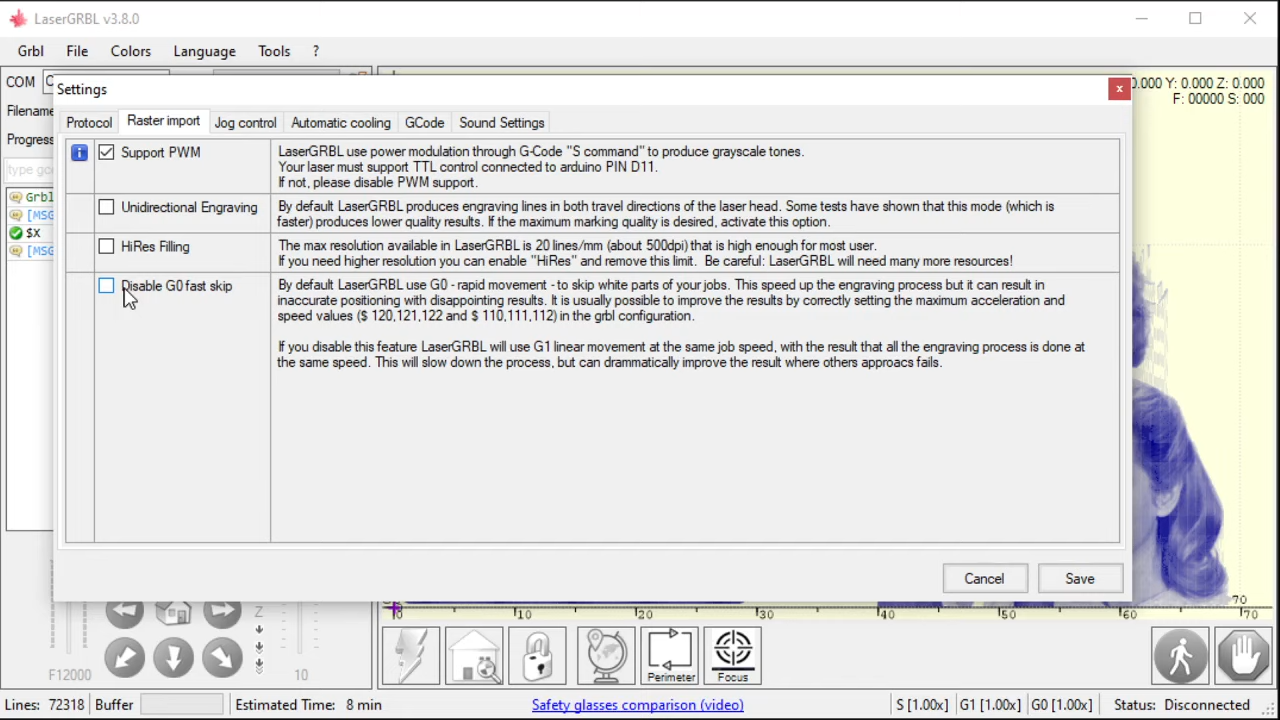 LaserGRBL v3.8.0
Grbl File Colors Language Tools ?
COM
0.000 Y: 0.000 Z: 0.000
F: 00000 S: 000
Filename
Progress
type gc
Grbl
[MSG
$X
[MSG
Settings
x
Protocol Raster import Jog control Automatic cooling GCode Sound Settings
Support PWM
LaserGRBL use power modulation through G-Code "S command" to produce grayscale tones.
Your laser must support TTL control connected to arduino PIN D11.
If not, please disable PWM support.
Unidirectional Engraving
By default LaserGRBL produces engraving lines in both travel directions of the laser head. Some tests have shown that this mode (which is
faster) produces lower quality results. If the maximum marking quality is desired, activate this option.
HiRes Filling
The max resolution available in LaserGRBL is 20 lines/mm (about 500dpi) that is high enough for most user.
If you need higher resolution you can enable "HiRes" and remove this limit. Be careful: LaserGRBL will need many more resources!
Disable G0 fast skip
By default LaserGRBL use G0 - rapid movement - to skip white parts of your jobs. This speed up the engraving process but it can result in
inaccurate positioning with disappointing results. It is usually possible to improve the results by correctly setting the maximum acceleration and
speed values ($ 120,121,122 and $ 110,111,112) in the grbl configuration.
If you disable this feature LaserGRBL will use G1 linear movement at the same job speed, with the result that all the engraving process is done at
the same speed. This will slow down the process, but can drammatically improve the result where others approacs fails.
Cancel Save
70
0 10 20 30 40 50 60 70
Z
F12000 10
Perimeter Focus
Lines: 72318 Buffer Estimated Time: 8 min Safety glasses comparison (video) S [1.00x] G1 [1.00x] G0 [1.00x] Status: Disconnected